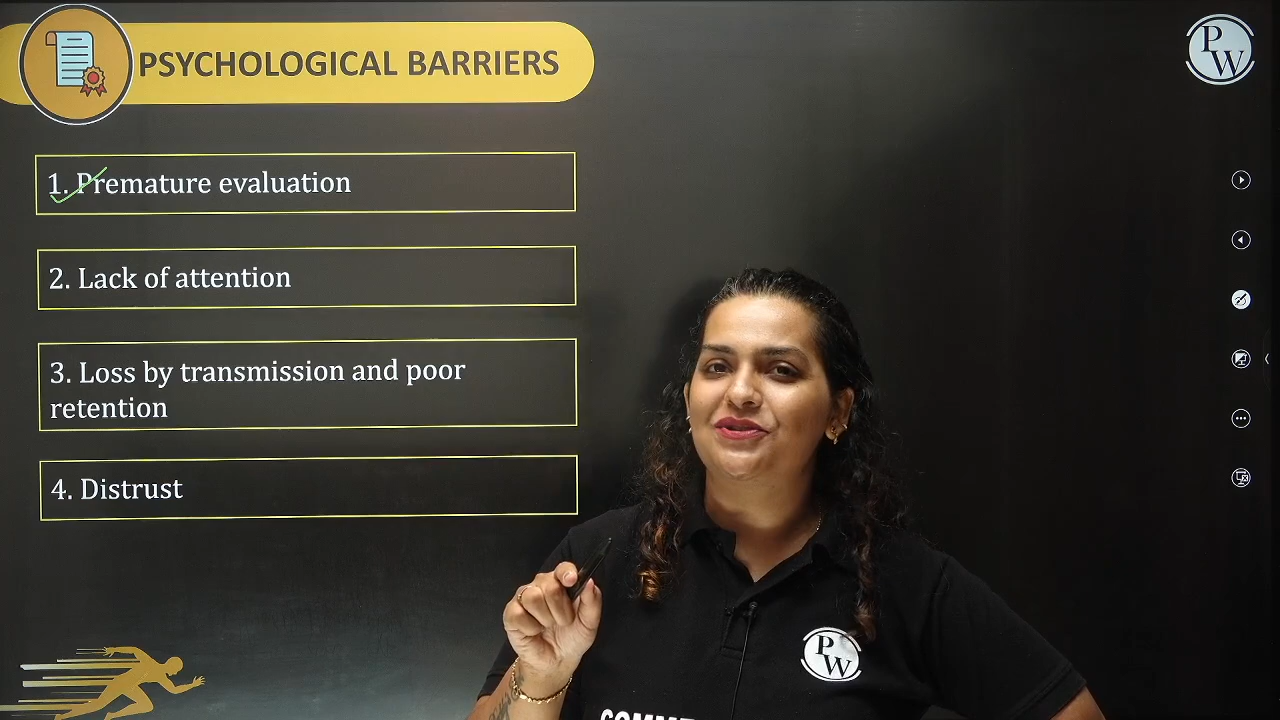 PSYCHOLOGICAL BARRIERS
PW
1. Premature evaluation
2. Lack of attention
3. Loss by transmission and poor
retention
4. Distrust
PW